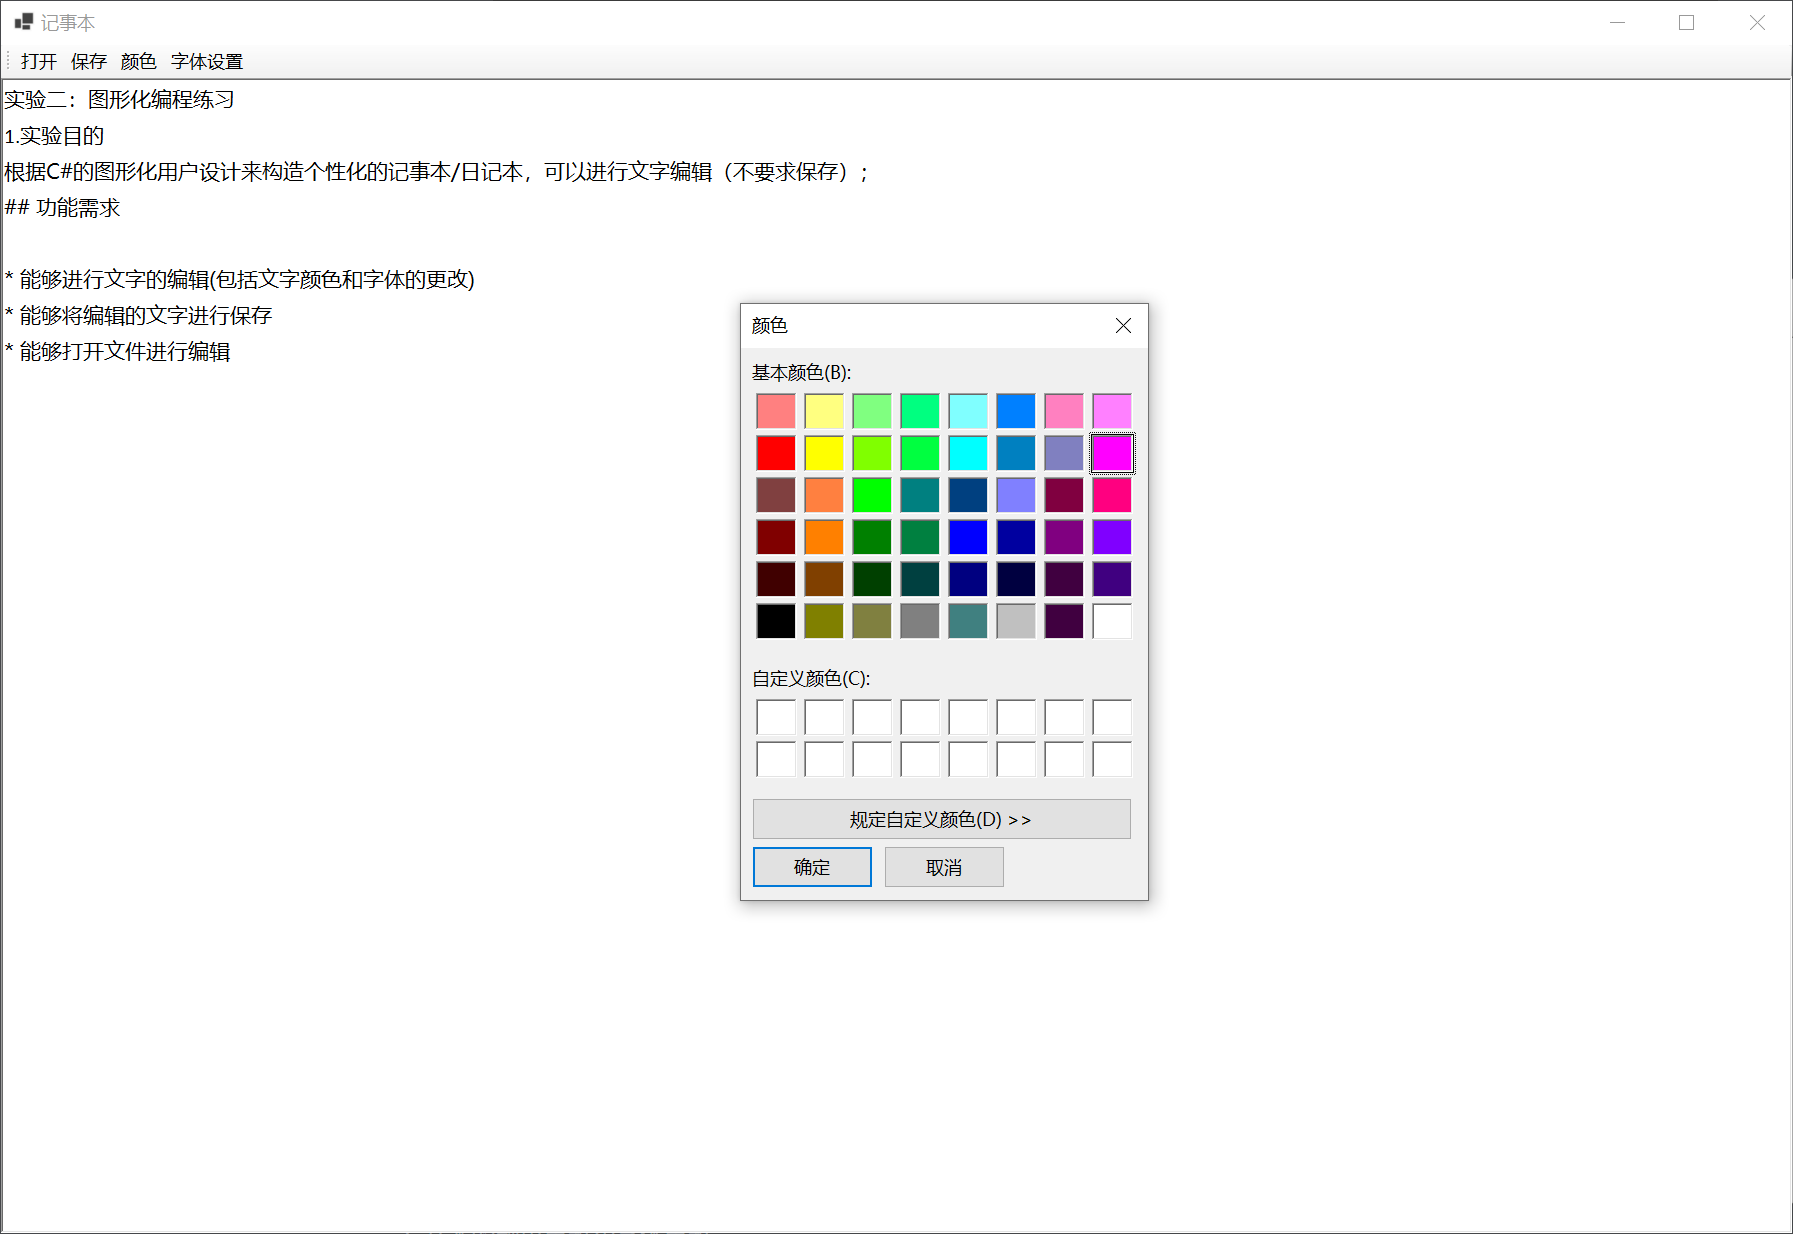 记事本
打开 保存 颜色 字体设置
实验二：图形化编程练习
1.实验目的
根据C#的图形化用户设计来构造个性化的记事本/日记本，可以进行文字编辑（不要求保存）；
## 功能需求
* 能够进行文字的编辑(包括文字颜色和字体的更改)
* 能够将编辑的文字进行保存
* 能够打开文件进行编辑
颜色
基本颜色(B):
自定义颜色(C):
规定自定义颜色(D) >>
确定 取消